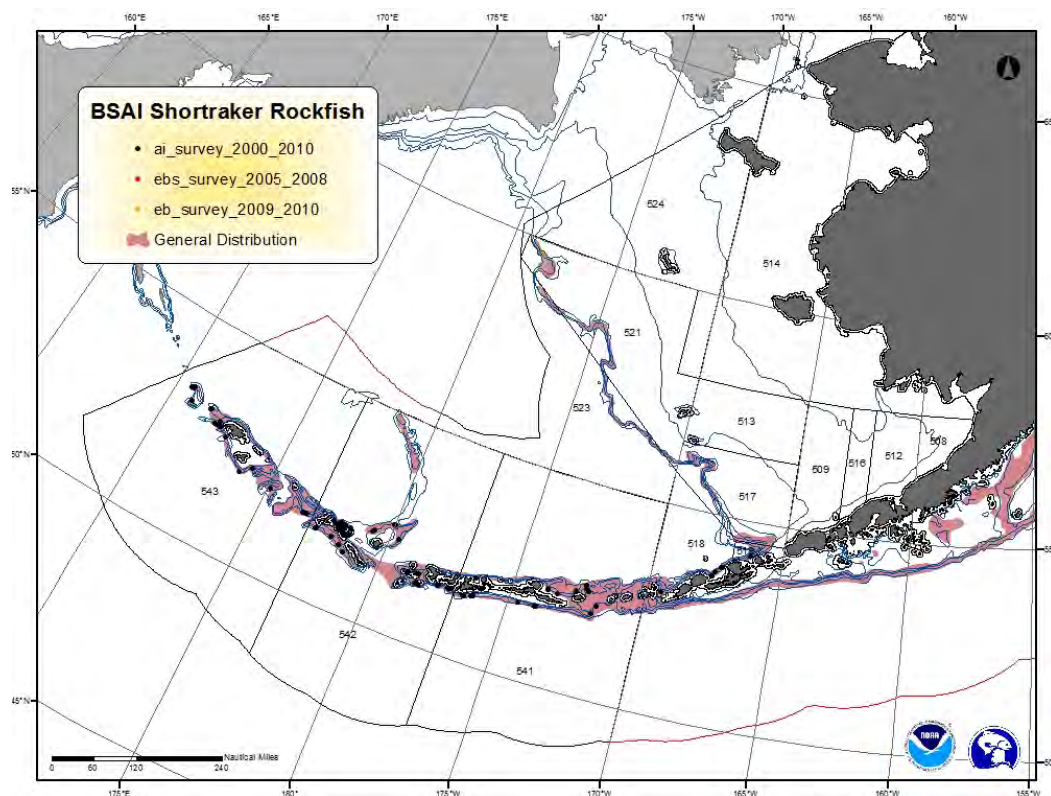 160°E 165°E 170°E 175°E 180° 175°W 170°W 165°W 160°W
BSAI Shortraker Rockfish
ai_survey_2000_2010
ebs_survey_2005_2008
eb_survey_2009_2010
General Distribution
55°N
524
514
521
523
513
509
516
512
508
50°N
543
517
518
542
541
45°N
0 60 120 240
Nautical Miles
NOAA
175°E 180° 175°W 170°W 165°W 160°W 155°W